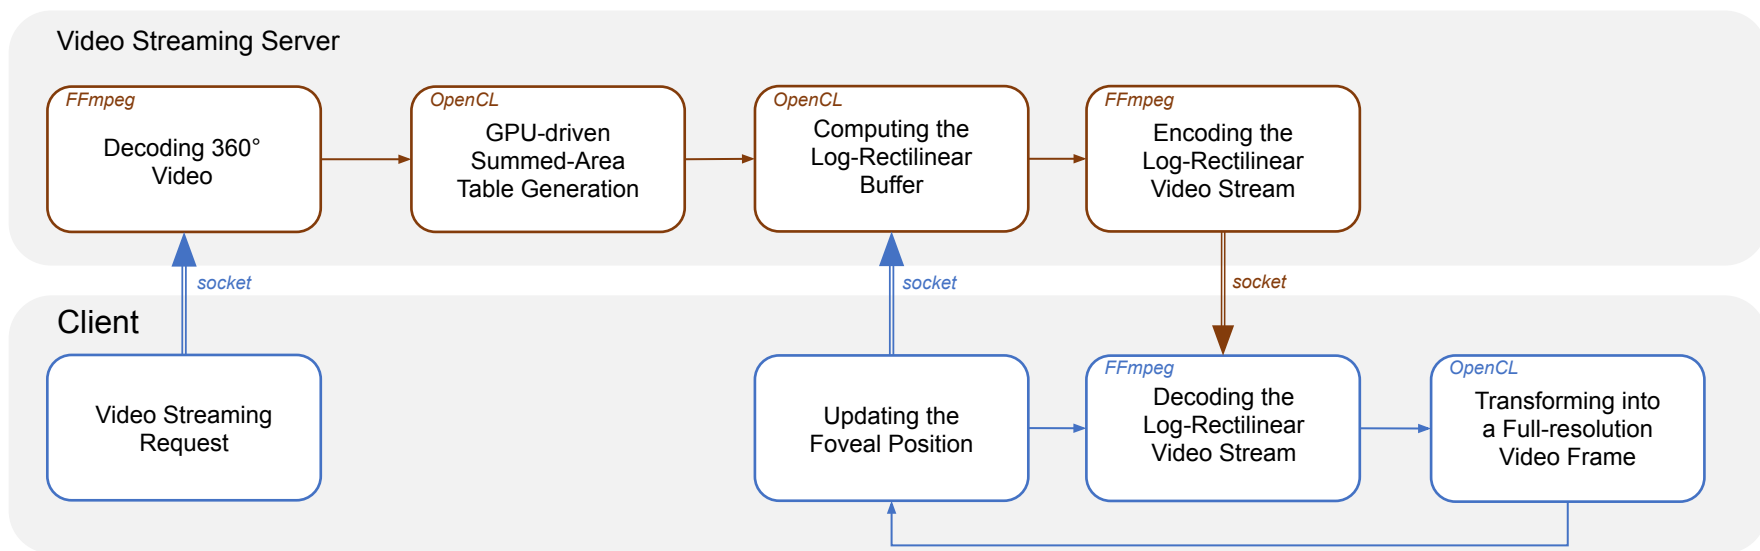 Video Streaming Server
FFmpeg
Decoding 360°
Video
OpenCL
GPU-driven
Summed-Area
Table Generation
OpenCL
Computing the
Log-Rectilinear
Buffer
FFmpeg
Encoding the
Log-Rectilinear
Video Stream
socket
socket
socket
Client
Video Streaming
Request
Updating the
Foveal Position
FFmpeg
Decoding the
Log-Rectilinear
Video Stream
OpenCL
Transforming into
a Full-resolution
Video Frame